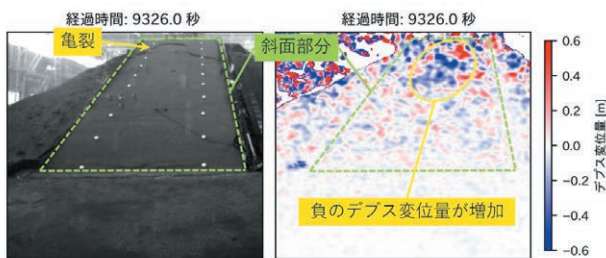 経過時間: 9326.0 秒
経過時間: 9326.0 秒
亀裂
斜面部分
負のデプス変位量が増加
0.6
0.4
0.2
0.0
−0.2
−0.4
−0.6
デプス変位量 [m]